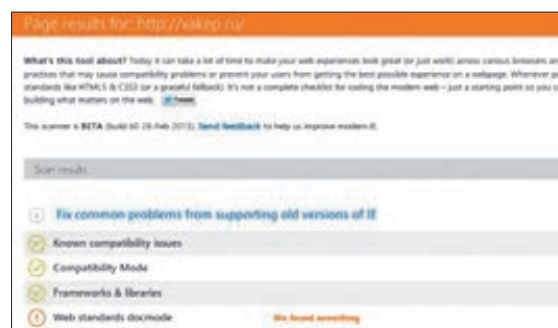 Page results for: http://xakep.ru/
What's this tool about? Today it can take a lot of time to make your web experiences look great (or just work) across various browsers an
practices that may cause compatibility problems or prevent your users from getting the best possible experience on a webpage. Whenever po
standards like HTML5 & CSS3 (or a graceful fallback). It's not a complete checklist for coding the modern web – just a starting point so you c
building what matters on the web. Tweet
This scanner is BETA (build 60 28-Feb 2013). Send feedback to help us improve modern.IE.
Scan results
Fix common problems from supporting old versions of IE
Known compatibility issues
Compatibility Mode
Frameworks & libraries
Web standards docmode We found something